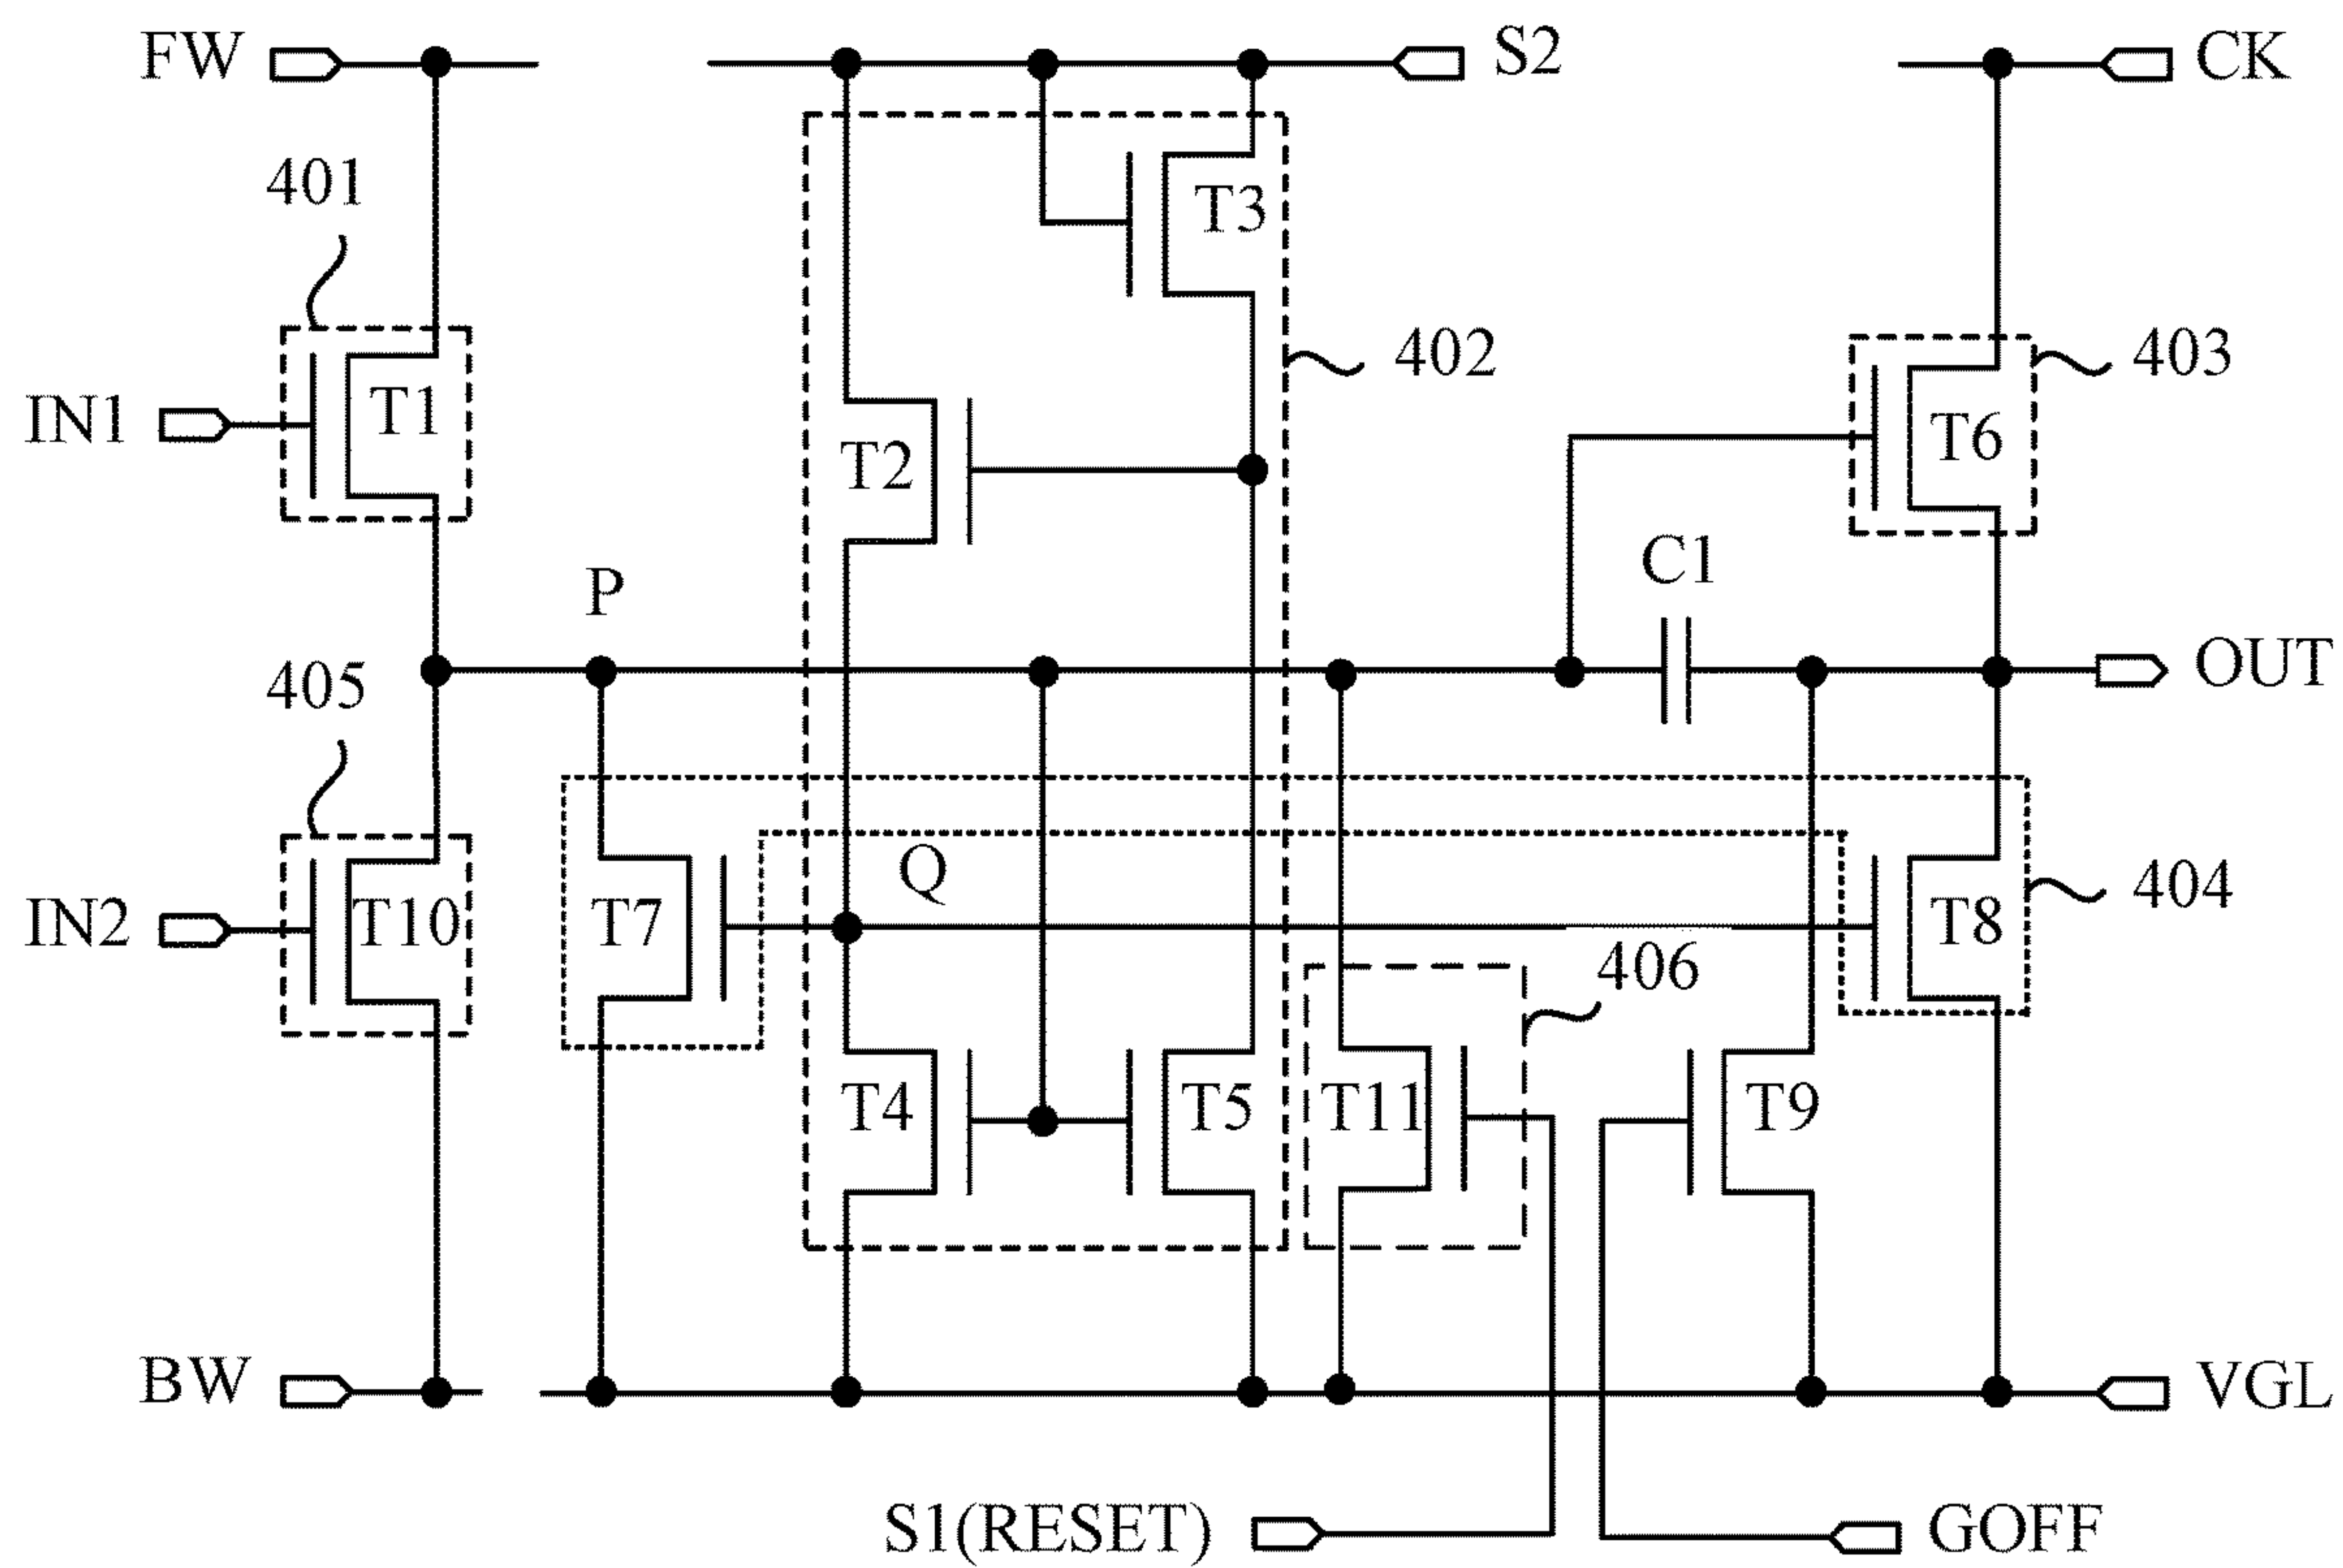 FW
S2
CK
401
T3
402
403
IN1
T1
T2
T6
C1
P
405
OUT
Q
IN2
T10
T7
T8
404
406
T4
T5
T11
T9
BW
VGL
S1(RESET)
GOFF